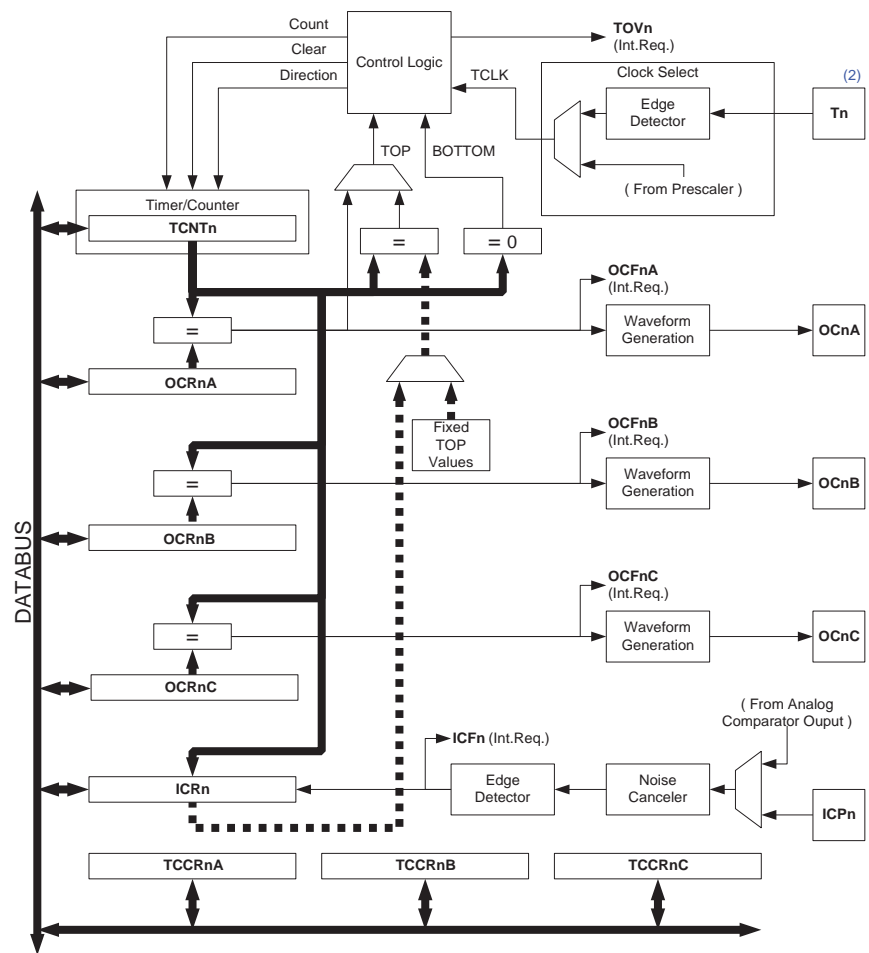 Count
Clear
Direction
Control Logic
TOVn
(Int.Req.)
TCLK
Clock Select
Edge
Detector
(2)
Tn
( From Prescaler )
TOP
BOTTOM
Timer/Counter
TCNTn
=
= 0
OCFnA
(Int.Req.)
=
Waveform
Generation
OCnA
OCRnA
Fixed
TOP
Values
OCFnB
(Int.Req.)
=
Waveform
Generation
OCnB
OCRnB
DATABUS
OCFnC
(Int.Req.)
=
Waveform
Generation
OCnC
OCRnC
( From Analog
Comparator Ouput )
ICFn (Int.Req.)
ICRn
Edge
Detector
Noise
Canceler
ICPn
TCCRnA
TCCRnB
TCCRnC